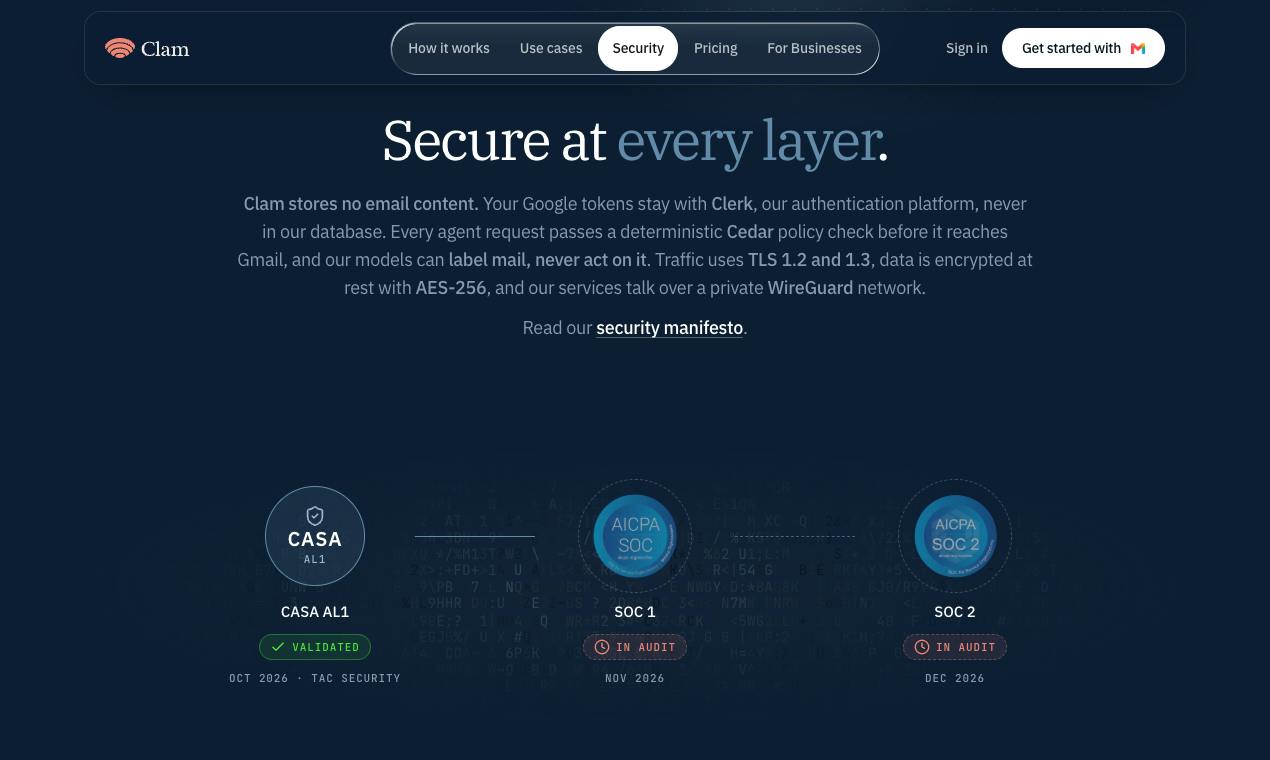 Clam
How it works
Use cases
Security
Pricing
For Businesses
Sign in
Get started with
Secure at every layer.
Clam stores no email content. Your Google tokens stay with Clerk, our authentication platform, never
in our database. Every agent request passes a deterministic Cedar policy check before it reaches
Gmail, and our models can label mail, never act on it. Traffic uses TLS 1.2 and 1.3, data is encrypted at
rest with AES-256, and our services talk over a private WireGuard network.
Read our security manifesto.
CASA
AL1
AICPA
SOC
AICPA
SOC 2
CASA AL1
SOC 1
SOC 2
VALIDATED
IN AUDIT
IN AUDIT
OCT 2026 · TAC SECURITY
NOV 2026
DEC 2026